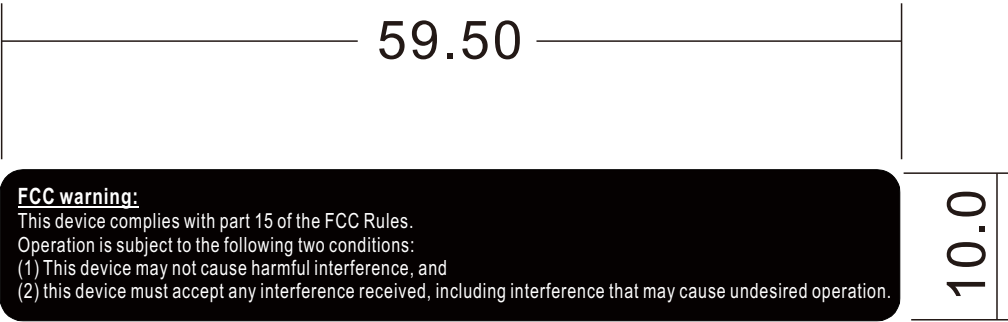 59.50
FCC warning:
This device complies with part 15 of the FCC Rules.
Operation is subject to the following two conditions:
(1) This device may not cause harmful interference, and
(2) this device must accept any interference received, including interference that may cause undesired operation.
10.0